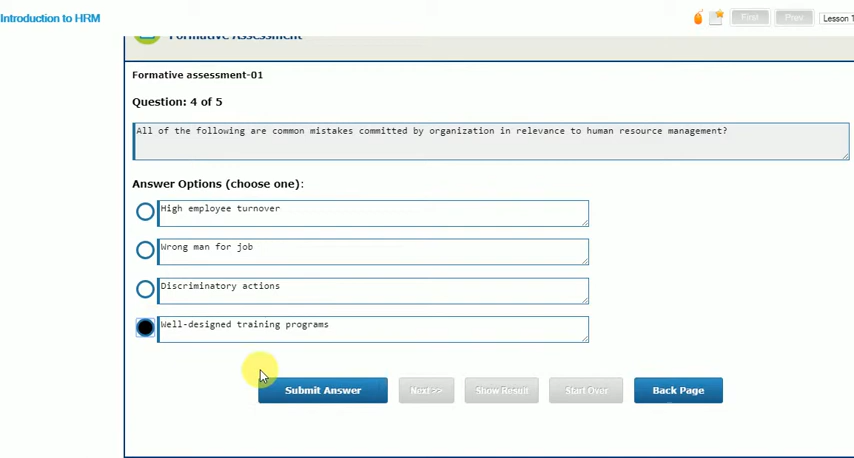 Introduction to HRM
First
Prev
Lesson 1
Formative Assessment
Formative assessment-01
Question: 4 of 5
All of the following are common mistakes committed by organization in relevance to human resource management?
Answer Options (choose one):
High employee turnover
Wrong man for job
Discriminatory actions
Well-designed training programs
Submit Answer
Next>>
Show Result
Start Over
Back Page